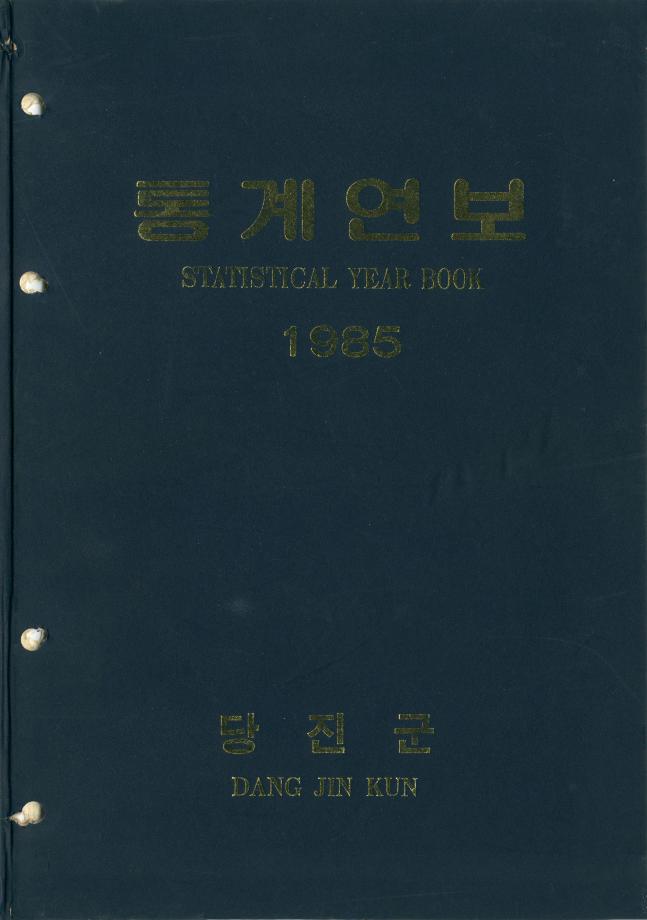 통계연보
STATISTICAL YEAR BOOK
1985
당진군
DANG JIN KUN